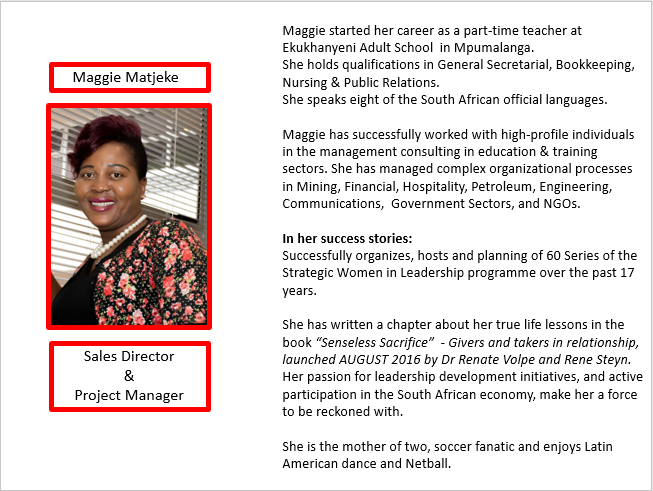 Maggie Matjeke
Sales Director
&
Project Manager
Maggie started her career as a part-time teacher at
Ekukhanyeni Adult School in Mpumalanga.
She holds qualifications in General Secretarial, Bookkeeping,
Nursing & Public Relations.
She speaks eight of the South African official languages.
Maggie has successfully worked with high-profile individuals
in the management consulting in education & training
sectors. She has managed complex organizational processes
in Mining, Financial, Hospitality, Petroleum, Engineering,
Communications, Government Sectors, and NGOs.
In her success stories:
Successfully organizes, hosts and planning of 60 Series of the
Strategic Women in Leadership programme over the past 17
years.
She has written a chapter about her true life lessons in the
book “Senseless Sacrifice” - Givers and takers in relationship,
launched AUGUST 2016 by Dr Renate Volpe and Rene Steyn.
Her passion for leadership development initiatives, and active
participation in the South African economy, make her a force
to be reckoned with.
She is the mother of two, soccer fanatic and enjoys Latin
American dance and Netball.